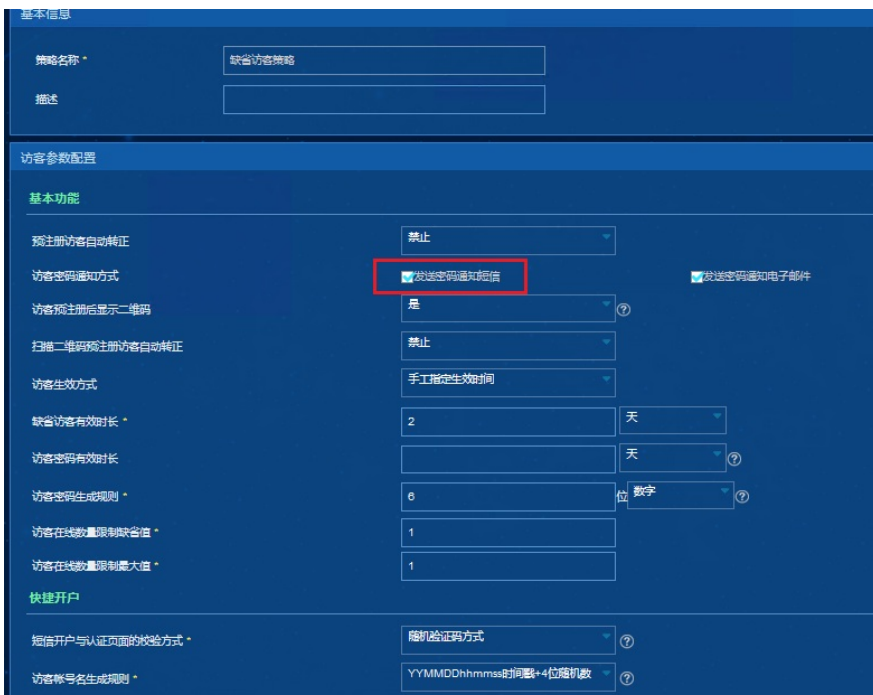 基本信息
策略名称 *
缺省访客策略
描述
访客参数配置
基本功能
预注册访客自动转正 禁止
访客密码通知方式 发送密码通知短信 发送密码通知电子邮件
访客预注册后显示二维码 是 ?
扫描二维码预注册访客自动转正 禁止
访客生效方式 手工指定生效时间
缺省访客有效时长 * 2 天
访客密码有效时长 天 ?
访客密码生成规则 * 6 位 数字 ?
访客在线数量限制缺省值 * 1
访客在线数量限制最大值 * 1
快捷开户
短信开户与认证页面的校验方式 * 随机验证码方式 ?
访客帐号名生成规则 * YYMMDDhhmmss时间戳+4位随机数 ?